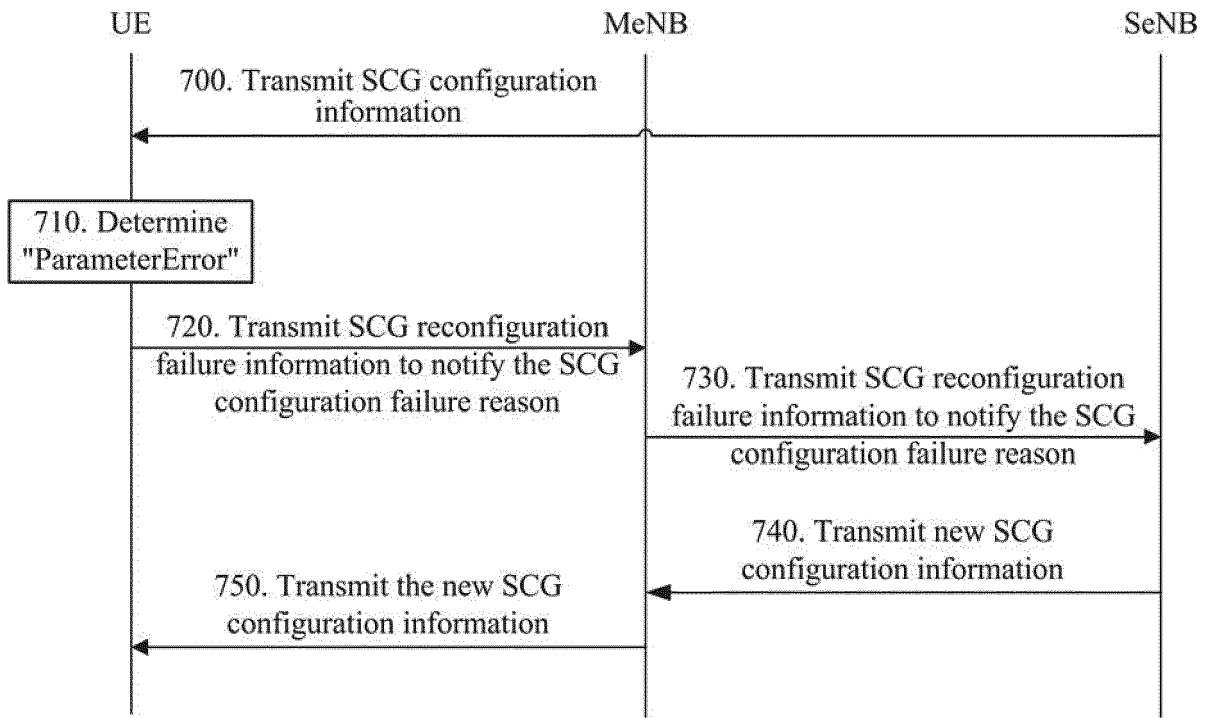 UE
MeNB
SeNB
700. Transmit SCG configuration
information
710. Determine
"ParameterError"
720. Transmit SCG reconfiguration
failure information to notify the SCG
configuration failure reason
730. Transmit SCG reconfiguration
failure information to notify the SCG
configuration failure reason
740. Transmit new SCG
configuration information
750. Transmit the new SCG
configuration information